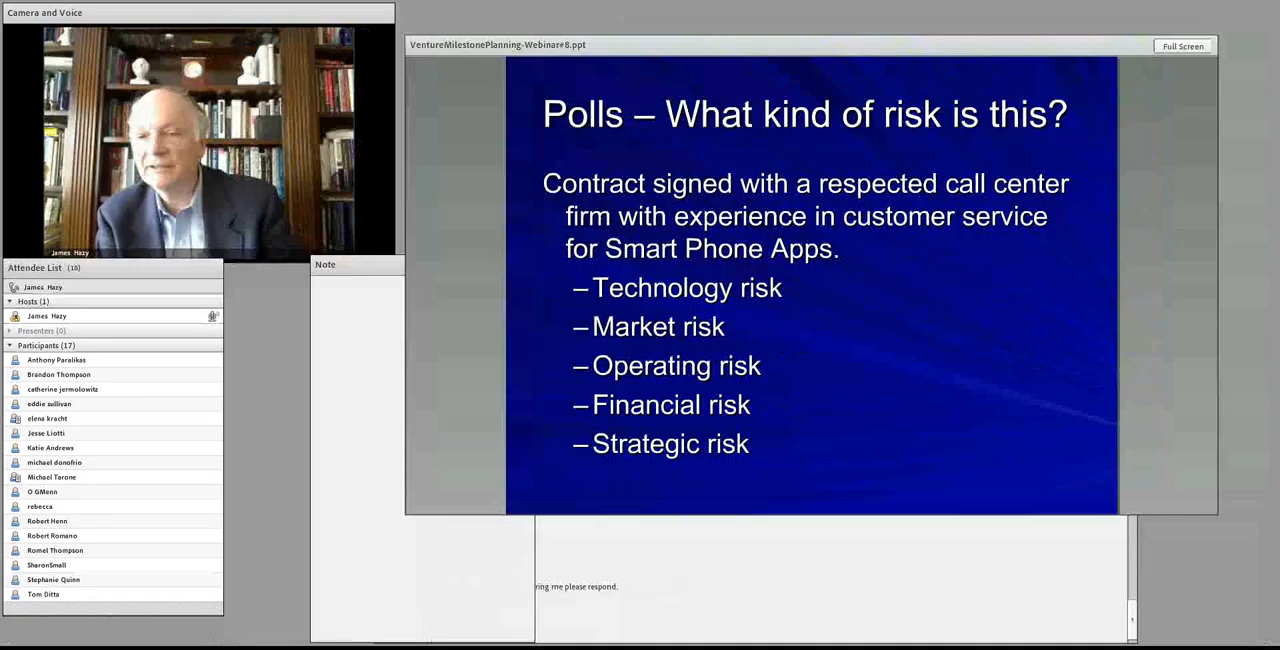 Camera and Voice
James Hazy
Attendee List (18)
James Hazy
Hosts (1)
James Hazy
Presenters (0)
Participants (17)
Anthony Paralikas
Brandon Thompson
catherine jermolowitz
eddie sullivan
elena kracht
Jesse Liotti
Katie Andrews
michael donofrio
Michael Tarone
O GMenn
rebecca
Robert Henn
Robert Romano
Romel Thompson
SharonSmall
Stephanie Quinn
Tom Ditta
Note
VentureMilestonePlanning-Webinar#8.ppt
Full Screen
Polls – What kind of risk is this?
Contract signed with a respected call center
firm with experience in customer service
for Smart Phone Apps.
–Technology risk
–Market risk
–Operating risk
–Financial risk
–Strategic risk
ring me please respond.